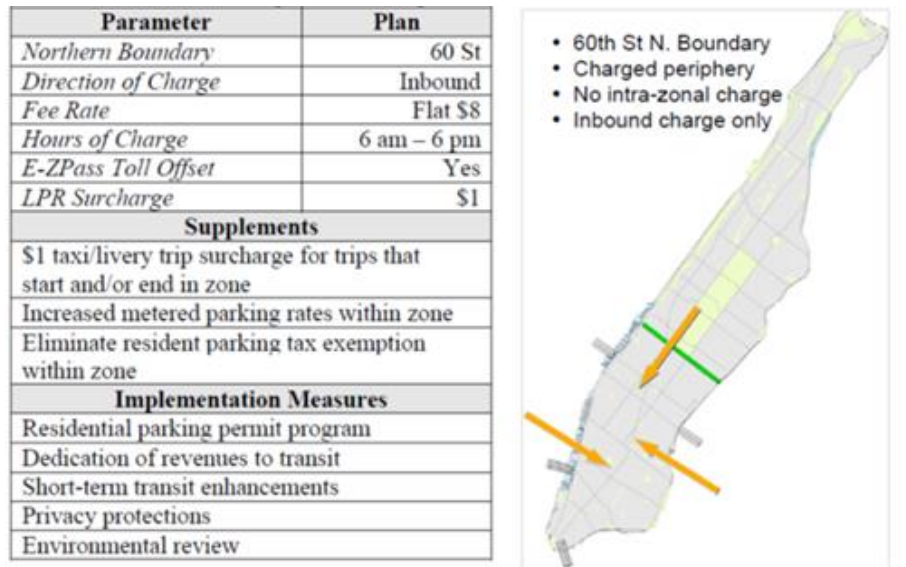 Parameter Plan
Northern Boundary 60 St
Direction of Charge Inbound
Fee Rate Flat $8
Hours of Charge 6 am – 6 pm
E-ZPass Toll Offset Yes
LPR Surcharge $1
Supplements
$1 taxi/livery trip surcharge for trips that
start and/or end in zone
Increased metered parking rates within zone
Eliminate resident parking tax exemption
within zone
Implementation Measures
Residential parking permit program
Dedication of revenues to transit
Short-term transit enhancements
Privacy protections
Environmental review
• 60th St N. Boundary
• Charged periphery
• No intra-zonal charge
• Inbound charge only